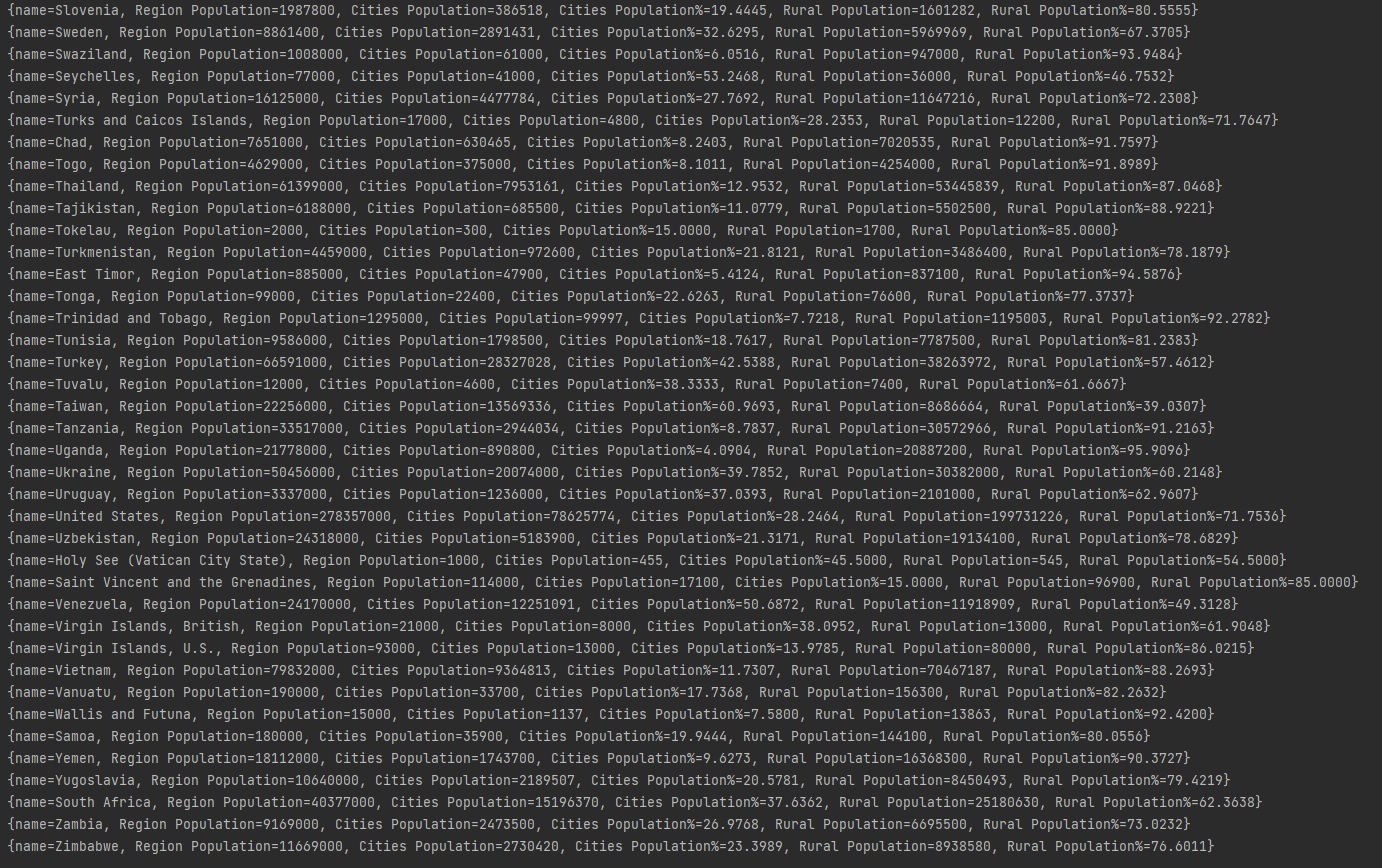 {name=Slovenia, Region Population=1987800, Cities Population=386518, Cities Population%=19.4445, Rural Population=1601282, Rural Population%=80.5555}
{name=Sweden, Region Population=8861400, Cities Population=2891431, Cities Population%=32.6295, Rural Population=5969969, Rural Population%=67.3705}
{name=Swaziland, Region Population=1008000, Cities Population=61000, Cities Population%=6.0516, Rural Population=947000, Rural Population%=93.9484}
{name=Seychelles, Region Population=77000, Cities Population=41000, Cities Population%=53.2468, Rural Population=36000, Rural Population%=46.7532}
{name=Syria, Region Population=16125000, Cities Population=4477784, Cities Population%=27.7692, Rural Population=11647216, Rural Population%=72.2308}
{name=Turks and Caicos Islands, Region Population=17000, Cities Population=4800, Cities Population%=28.2353, Rural Population=12200, Rural Population%=71.7647}
{name=Chad, Region Population=7651000, Cities Population=630465, Cities Population%=8.2403, Rural Population=7020535, Rural Population%=91.7597}
{name=Togo, Region Population=4629000, Cities Population=375000, Cities Population%=8.1011, Rural Population=4254000, Rural Population%=91.8989}
{name=Thailand, Region Population=61399000, Cities Population=7953161, Cities Population%=12.9532, Rural Population=53445839, Rural Population%=87.0468}
{name=Tajikistan, Region Population=6188000, Cities Population=685500, Cities Population%=11.0779, Rural Population=5502500, Rural Population%=88.9221}
{name=Tokelau, Region Population=2000, Cities Population=300, Cities Population%=15.0000, Rural Population=1700, Rural Population%=85.0000}
{name=Turkmenistan, Region Population=4459000, Cities Population=972600, Cities Population%=21.8121, Rural Population=3486400, Rural Population%=78.1879}
{name=East Timor, Region Population=885000, Cities Population=47900, Cities Population%=5.4124, Rural Population=837100, Rural Population%=94.5876}
{name=Tonga, Region Population=99000, Cities Population=22400, Cities Population%=22.6263, Rural Population=76600, Rural Population%=77.3737}
{name=Trinidad and Tobago, Region Population=1295000, Cities Population=99997, Cities Population%=7.7218, Rural Population=1195003, Rural Population%=92.2782}
{name=Tunisia, Region Population=9586000, Cities Population=1798500, Cities Population%=18.7617, Rural Population=7787500, Rural Population%=81.2383}
{name=Turkey, Region Population=66591000, Cities Population=28327028, Cities Population%=42.5388, Rural Population=38263972, Rural Population%=57.4612}
{name=Tuvalu, Region Population=12000, Cities Population=4600, Cities Population%=38.3333, Rural Population=7400, Rural Population%=61.6667}
{name=Taiwan, Region Population=22256000, Cities Population=13569336, Cities Population%=60.9693, Rural Population=8686664, Rural Population%=39.0307}
{name=Tanzania, Region Population=33517000, Cities Population=2944034, Cities Population%=8.7837, Rural Population=30572966, Rural Population%=91.2163}
{name=Uganda, Region Population=21778000, Cities Population=890800, Cities Population%=4.0904, Rural Population=20887200, Rural Population%=95.9096}
{name=Ukraine, Region Population=50456000, Cities Population=20074000, Cities Population%=39.7852, Rural Population=30382000, Rural Population%=60.2148}
{name=Uruguay, Region Population=3337000, Cities Population=1236000, Cities Population%=37.0393, Rural Population=2101000, Rural Population%=62.9607}
{name=United States, Region Population=278357000, Cities Population=78625774, Cities Population%=28.2464, Rural Population=199731226, Rural Population%=71.7536}
{name=Uzbekistan, Region Population=24318000, Cities Population=5183900, Cities Population%=21.3171, Rural Population=19134100, Rural Population%=78.6829}
{name=Holy See (Vatican City State), Region Population=1000, Cities Population=455, Cities Population%=45.5000, Rural Population=545, Rural Population%=54.5000}
{name=Saint Vincent and the Grenadines, Region Population=114000, Cities Population=17100, Cities Population%=15.0000, Rural Population=96900, Rural Population%=85.0000}
{name=Venezuela, Region Population=24170000, Cities Population=12251091, Cities Population%=50.6872, Rural Population=11918909, Rural Population%=49.3128}
{name=Virgin Islands, British, Region Population=21000, Cities Population=8000, Cities Population%=38.0952, Rural Population=13000, Rural Population%=61.9048}
{name=Virgin Islands, U.S., Region Population=93000, Cities Population=13000, Cities Population%=13.9785, Rural Population=80000, Rural Population%=86.0215}
{name=Vietnam, Region Population=79832000, Cities Population=9364813, Cities Population%=11.7307, Rural Population=70467187, Rural Population%=88.2693}
{name=Vanuatu, Region Population=190000, Cities Population=33700, Cities Population%=17.7368, Rural Population=156300, Rural Population%=82.2632}
{name=Wallis and Futuna, Region Population=15000, Cities Population=1137, Cities Population%=7.5800, Rural Population=13863, Rural Population%=92.4200}
{name=Samoa, Region Population=180000, Cities Population=35900, Cities Population%=19.9444, Rural Population=144100, Rural Population%=80.0556}
{name=Yemen, Region Population=18112000, Cities Population=1743700, Cities Population%=9.6273, Rural Population=16368300, Rural Population%=90.3727}
{name=Yugoslavia, Region Population=10640000, Cities Population=2189507, Cities Population%=20.5781, Rural Population=8450493, Rural Population%=79.4219}
{name=South Africa, Region Population=40377000, Cities Population=15196370, Cities Population%=37.6362, Rural Population=25180630, Rural Population%=62.3638}
{name=Zambia, Region Population=9169000, Cities Population=2473500, Cities Population%=26.9768, Rural Population=6695500, Rural Population%=73.0232}
{name=Zimbabwe, Region Population=11669000, Cities Population=2730420, Cities Population%=23.3989, Rural Population=8938580, Rural Population%=76.6011}